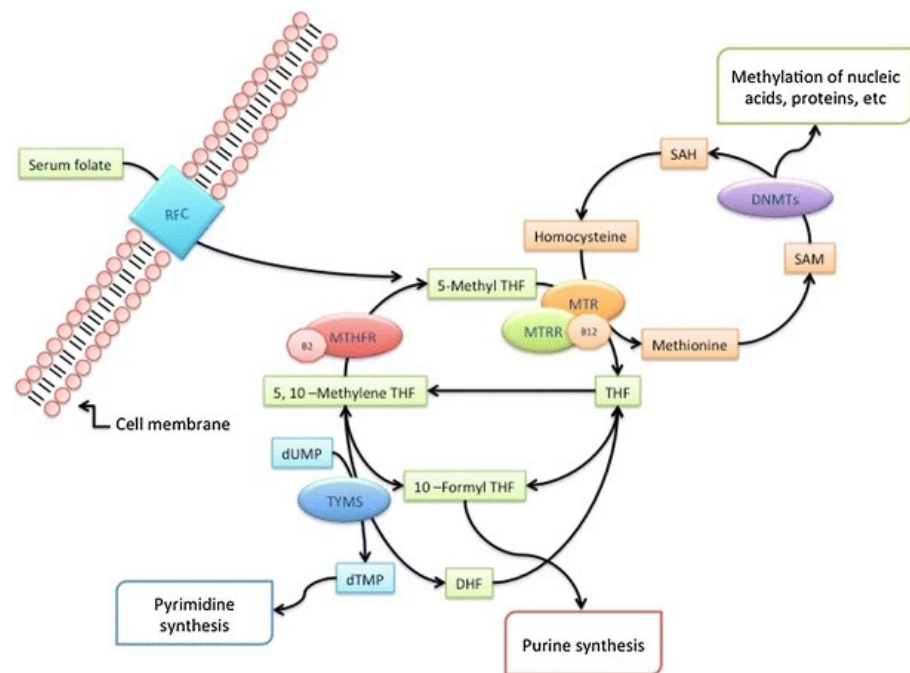 Methylation of nucleic
acids, proteins, etc
Serum folate
SAH
RFC
DNMTs
Homocysteine
SAM
5-Methyl THF
MTR
MTHFR
B2
MTRR
B12
Methionine
5, 10 –Methylene THF
THF
Cell membrane
dUMP
10 –Formyl THF
TYMS
dTMP
DHF
Pyrimidine
synthesis
Purine synthesis